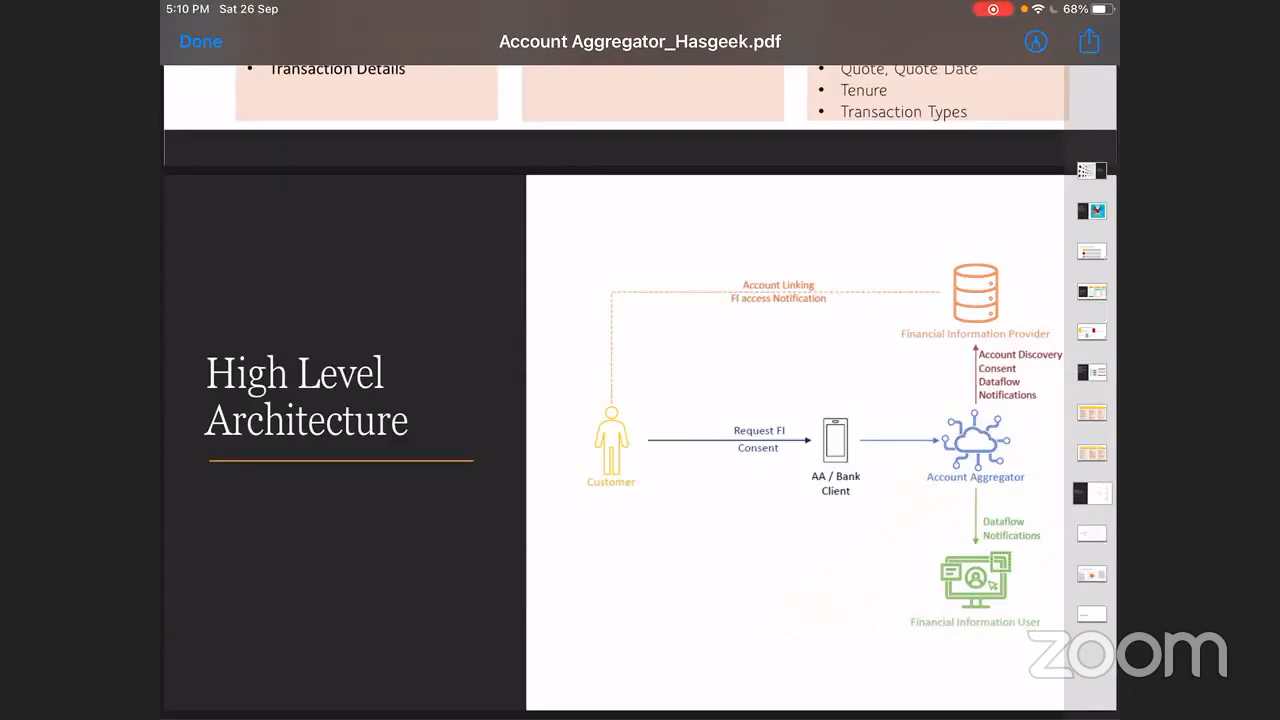 5:10 PM Sat 26 Sep
68%
Done
Account Aggregator_Hasgeek.pdf
• Transaction Details
• Quote, Quote Date
• Tenure
• Transaction Types
High Level
Architecture
Account Linking
FI access Notification
Financial Information Provider
Account Discovery
Consent
Dataflow
Notifications
Request FI
Consent
Customer
AA / Bank
Client
Account Aggregator
Dataflow
Notifications
Financial Information User
zoom